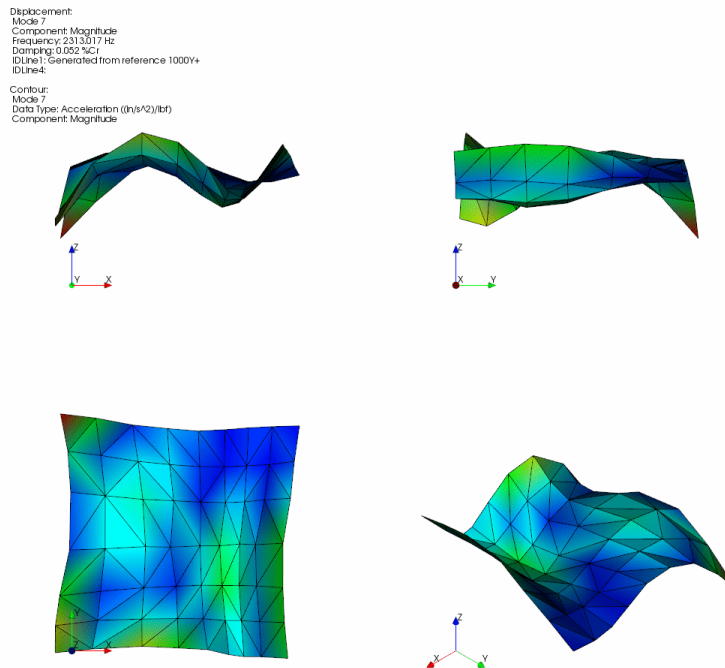 Displacement:
Mode 7
Component: Magnitude
Frequency: 2313.017 Hz
Damping: 0.052 %Cr
IDLine1: Generated from reference 1000Y+
IDLine4:
Contour:
Mode 7
Data Type: Acceleration ((in/s^2)/lbf)
Component: Magnitude
Z
Y X
Z
X Y
Y
Z X
Z
X Y